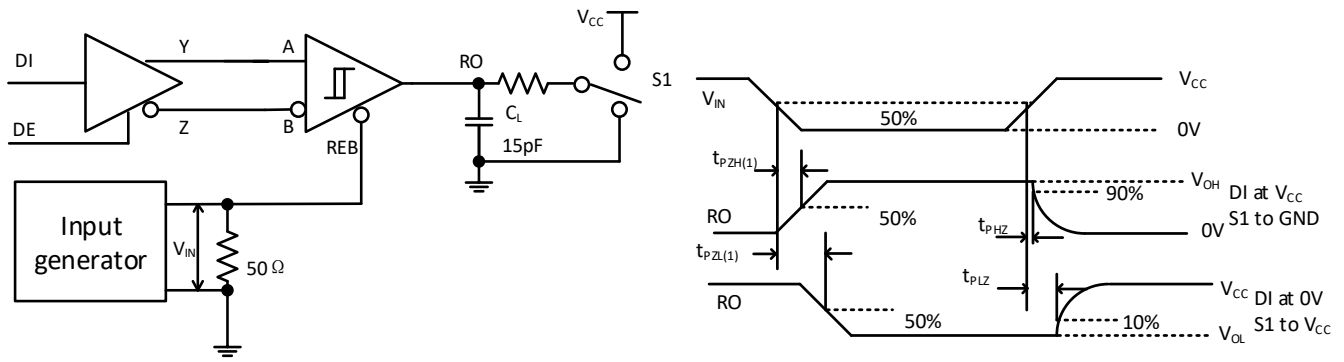 V_CC
DI
Y
A
RO
S1
DE
Z
B
REB
C_L
15pF
Input
generator
V_IN
50 Ω
V_IN
50%
V_CC
0V
t_PZH(1)
RO
50%
V_OH
90%
DI at V_CC
S1 to GND
t_PHZ
0V
t_PZL(1)
t_PLZ
RO
50%
V_CC
DI at 0V
10%
S1 to V_CC
V_OL